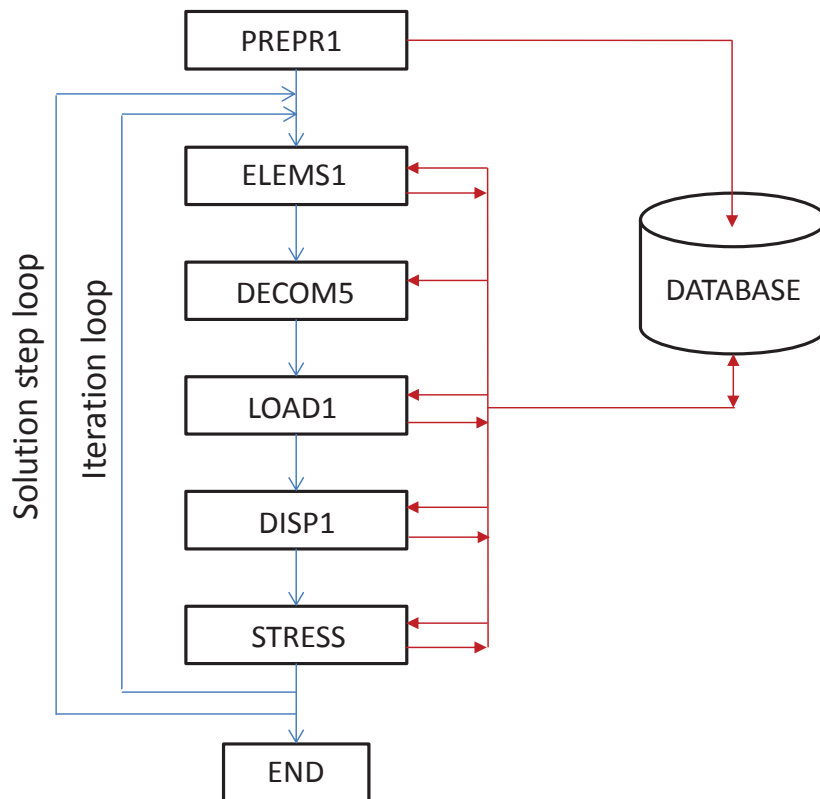 PREPR1
ELEMS1
DECOM5
LOAD1
DISP1
STRESS
END
DATABASE
Solution step loop
Iteration loop